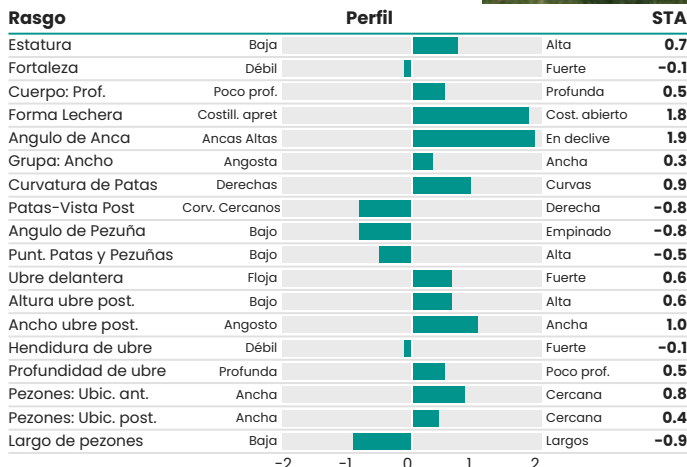 Rasgo Perfil STA
Estatura Baja Alta 0.7
Fortaleza Débil Fuerte -0.1
Cuerpo: Prof. Poco prof. Profunda 0.5
Forma Lechera Costill. apret Cost. abierto 1.8
Angulo de Anca Ancas Altas En declive 1.9
Grupa: Ancho Angosta Ancha 0.3
Curvatura de Patas Derechas Curvas 0.9
Patas-Vista Post Corv. Cercanos Derecha -0.8
Angulo de Pezuña Bajo Empinado -0.8
Punt. Patas y Pezuñas Bajo Alta -0.5
Ubre delantera Floja Fuerte 0.6
Altura ubre post. Bajo Alta 0.6
Ancho ubre post. Angosto Ancha 1.0
Hendidura de ubre Débil Fuerte -0.1
Profundidad de ubre Profunda Poco prof. 0.5
Pezones: Ubic. ant. Ancha Cercana 0.8
Pezones: Ubic. post. Ancha Cercana 0.4
Largo de pezones Baja Largos -0.9
-2 -1 0 1 2